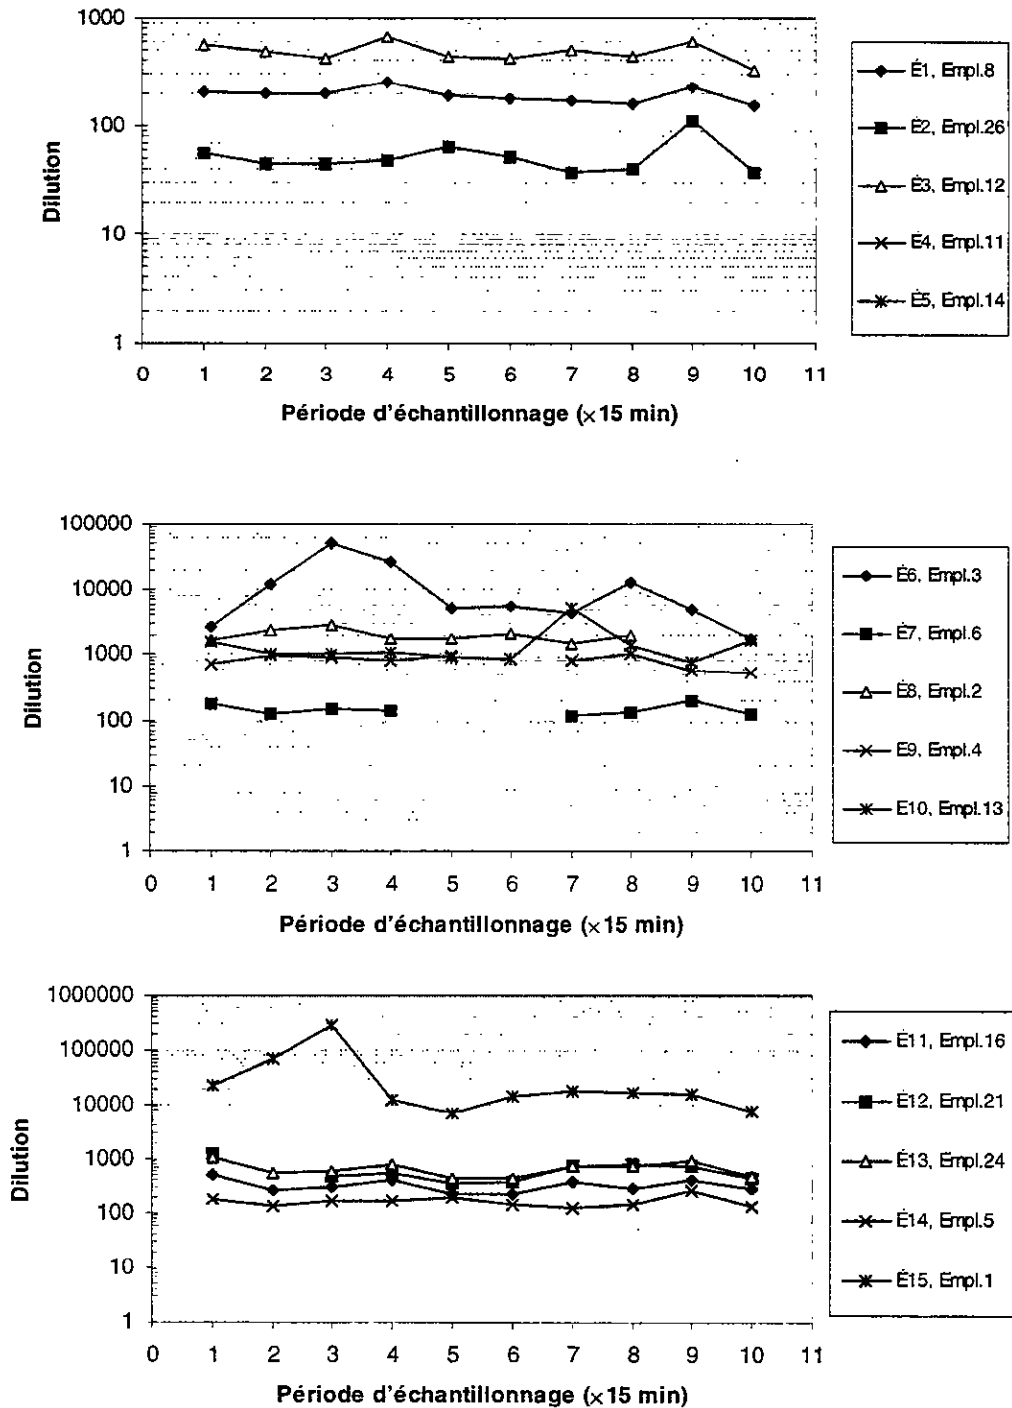 1000
100
10
1
Dilution
0 1 2 3 4 5 6 7 8 9 10 11
Période d'échantillonnage (×15 min)
É1, Empl.8
É2, Empl.26
É3, Empl.12
É4, Empl.11
É5, Empl.14
100000
10000
1000
100
10
1
Dilution
0 1 2 3 4 5 6 7 8 9 10 11
Période d'échantillonnage (×15 min)
É6, Empl.3
É7, Empl.6
É8, Empl.2
É9, Empl.4
É10, Empl.13
1000000
100000
10000
1000
100
10
1
Dilution
0 1 2 3 4 5 6 7 8 9 10 11
Période d'échantillonnage (×15 min)
É11, Empl.16
É12, Empl.21
É13, Empl.24
É14, Empl.5
É15, Empl.1